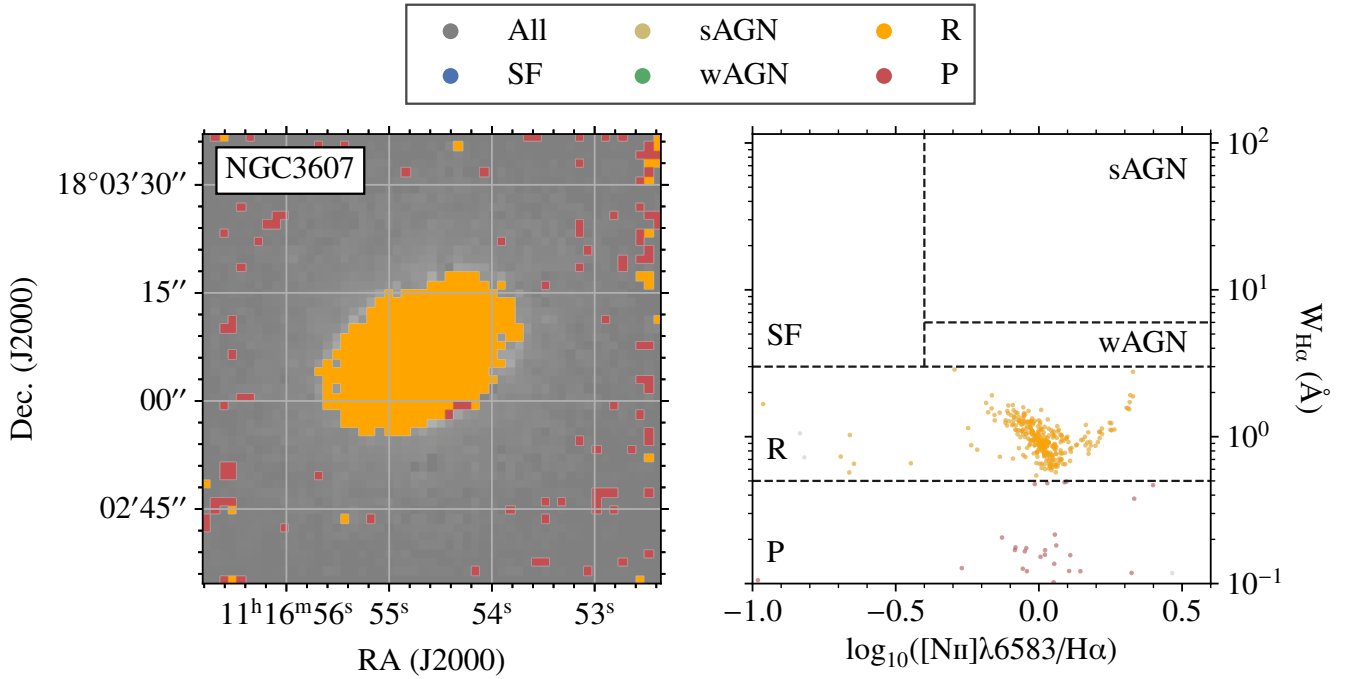 All sAGN R
SF wAGN P
NGC3607
18°03′30′′
15′′
00′′
02′45′′
Dec. (J2000)
11ʰ16ᵐ56ˢ 55ˢ 54ˢ 53ˢ
RA (J2000)
sAGN
SF
wAGN
R
P
10²
10¹
10⁰
10⁻¹
W_Hα (Å)
−1.0 −0.5 0.0 0.5
log₁₀([NII]λ6583/Hα)